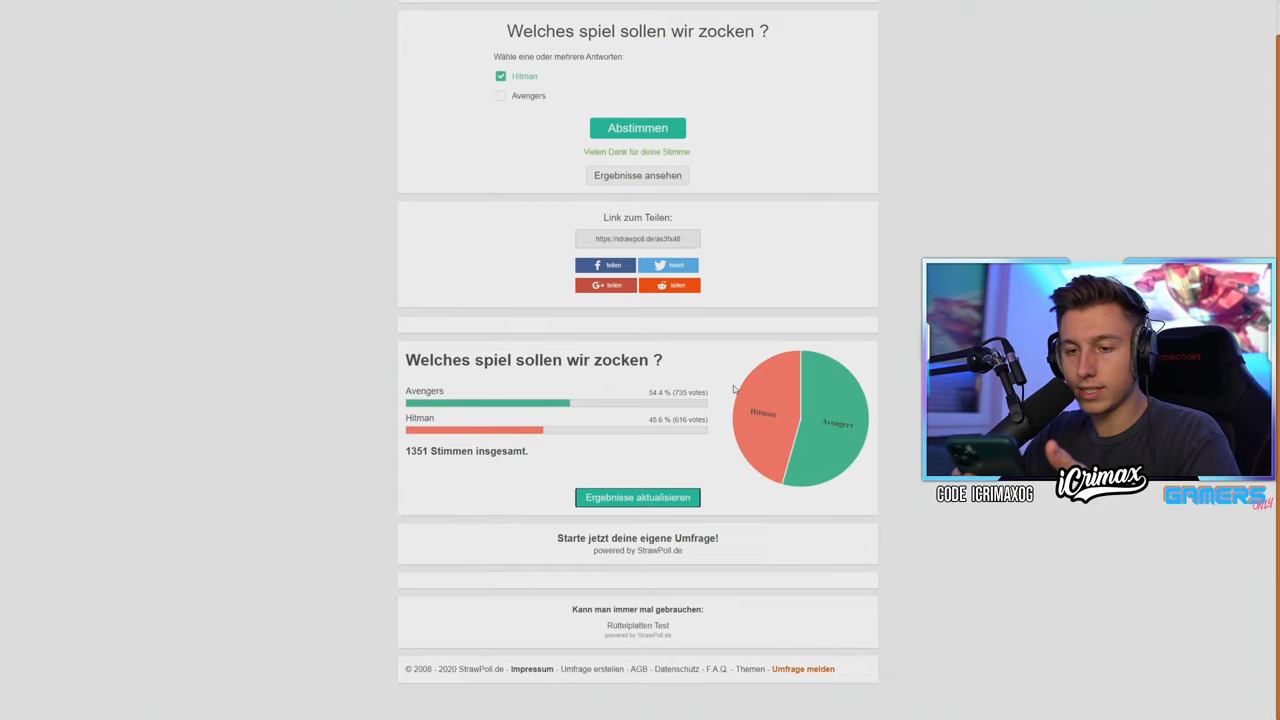 Welches spiel sollen wir zocken ?
Wähle eine oder mehrere Antworten:
Hitman
Avengers
Abstimmen
Vielen Dank für deine Stimme
Ergebnisse ansehen
Link zum Teilen:
https://strawpoll.de/as3fx46
teilen
tweet
G+ teilen
teilen
Welches spiel sollen wir zocken ?
Avengers 54.4 % (735 votes)
Hitman 45.6 % (616 votes)
1351 Stimmen insgesamt.
Hitman
Avengers
Ergebnisse aktualisieren
Starte jetzt deine eigene Umfrage!
powered by StrawPoll.de
Kann man immer mal gebrauchen:
Rüttelplatten Test
powered by StrawPoll.de
© 2008 - 2020 StrawPoll.de - Impressum - Umfrage erstellen - AGB - Datenschutz - F.A.Q. - Themen - Umfrage melden
CODE ICRIMAXOG
iCrimax
GAMERS
ONLY